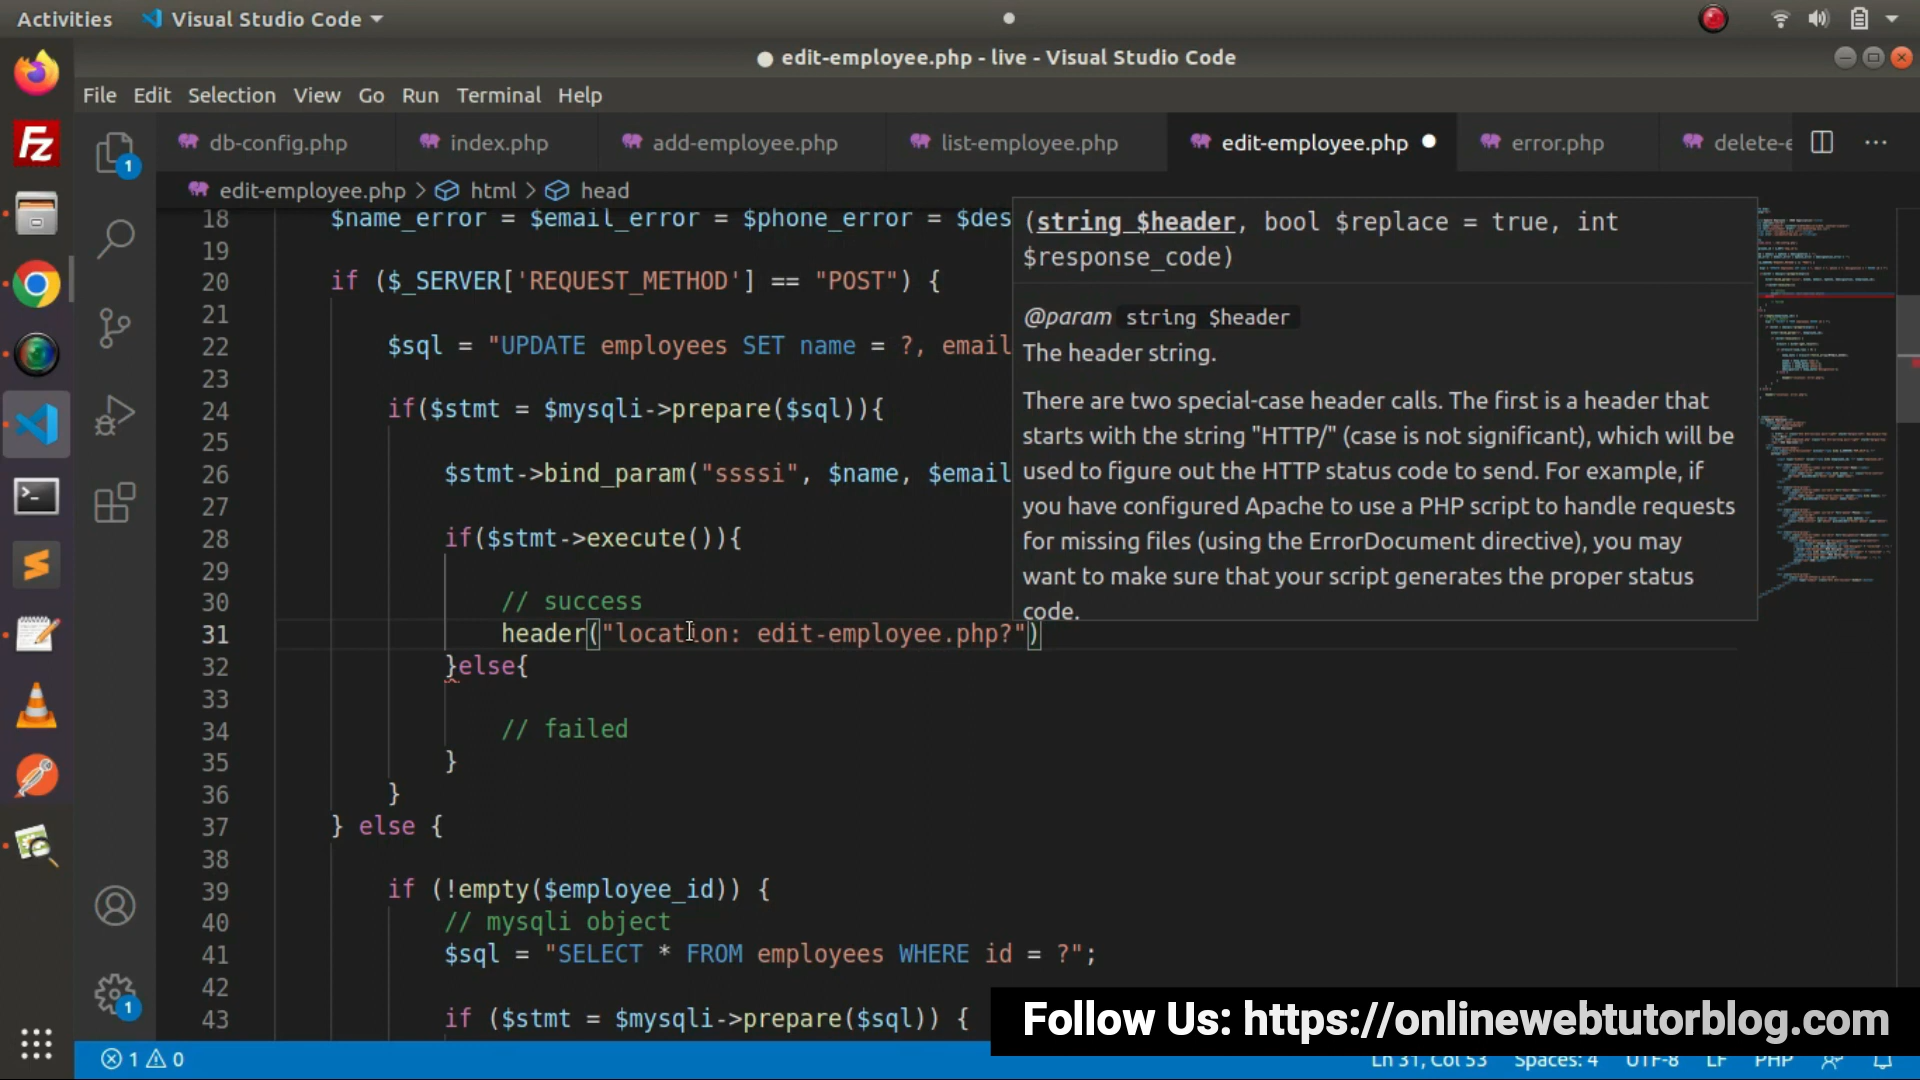 Activities Visual Studio Code
edit-employee.php - live - Visual Studio Code
File Edit Selection View Go Run Terminal Help
db-config.php index.php add-employee.php list-employee.php edit-employee.php error.php delete-e
edit-employee.php > html > head
18 $name_error = $email_error = $phone_error = $des
19
20 if ($_SERVER['REQUEST_METHOD'] == "POST") {
21
22 $sql = "UPDATE employees SET name = ?, email
23
24 if($stmt = $mysqli->prepare($sql)){
25
26 $stmt->bind_param("ssssi", $name, $email
27
28 if($stmt->execute()){
29
30 // success
31 header("location: edit-employee.php?")
32 }else{
33
34 // failed
35 }
36 }
37 } else {
38
39 if (!empty($employee_id)) {
40 // mysqli object
41 $sql = "SELECT * FROM employees WHERE id = ?";
42
43 if ($stmt = $mysqli->prepare($sql)) {
(string $header, bool $replace = true, int
$response_code)
@param string $header
The header string.
There are two special-case header calls. The first is a header that
starts with the string "HTTP/" (case is not significant), which will be
used to figure out the HTTP status code to send. For example, if
you have configured Apache to use a PHP script to handle requests
for missing files (using the ErrorDocument directive), you may
want to make sure that your script generates the proper status
code.
1
1
FZ
Follow Us: https://onlinewebtutorblog.com
1 0 Ln 31, Col 53 Spaces: 4 UTF-8 LF PHP